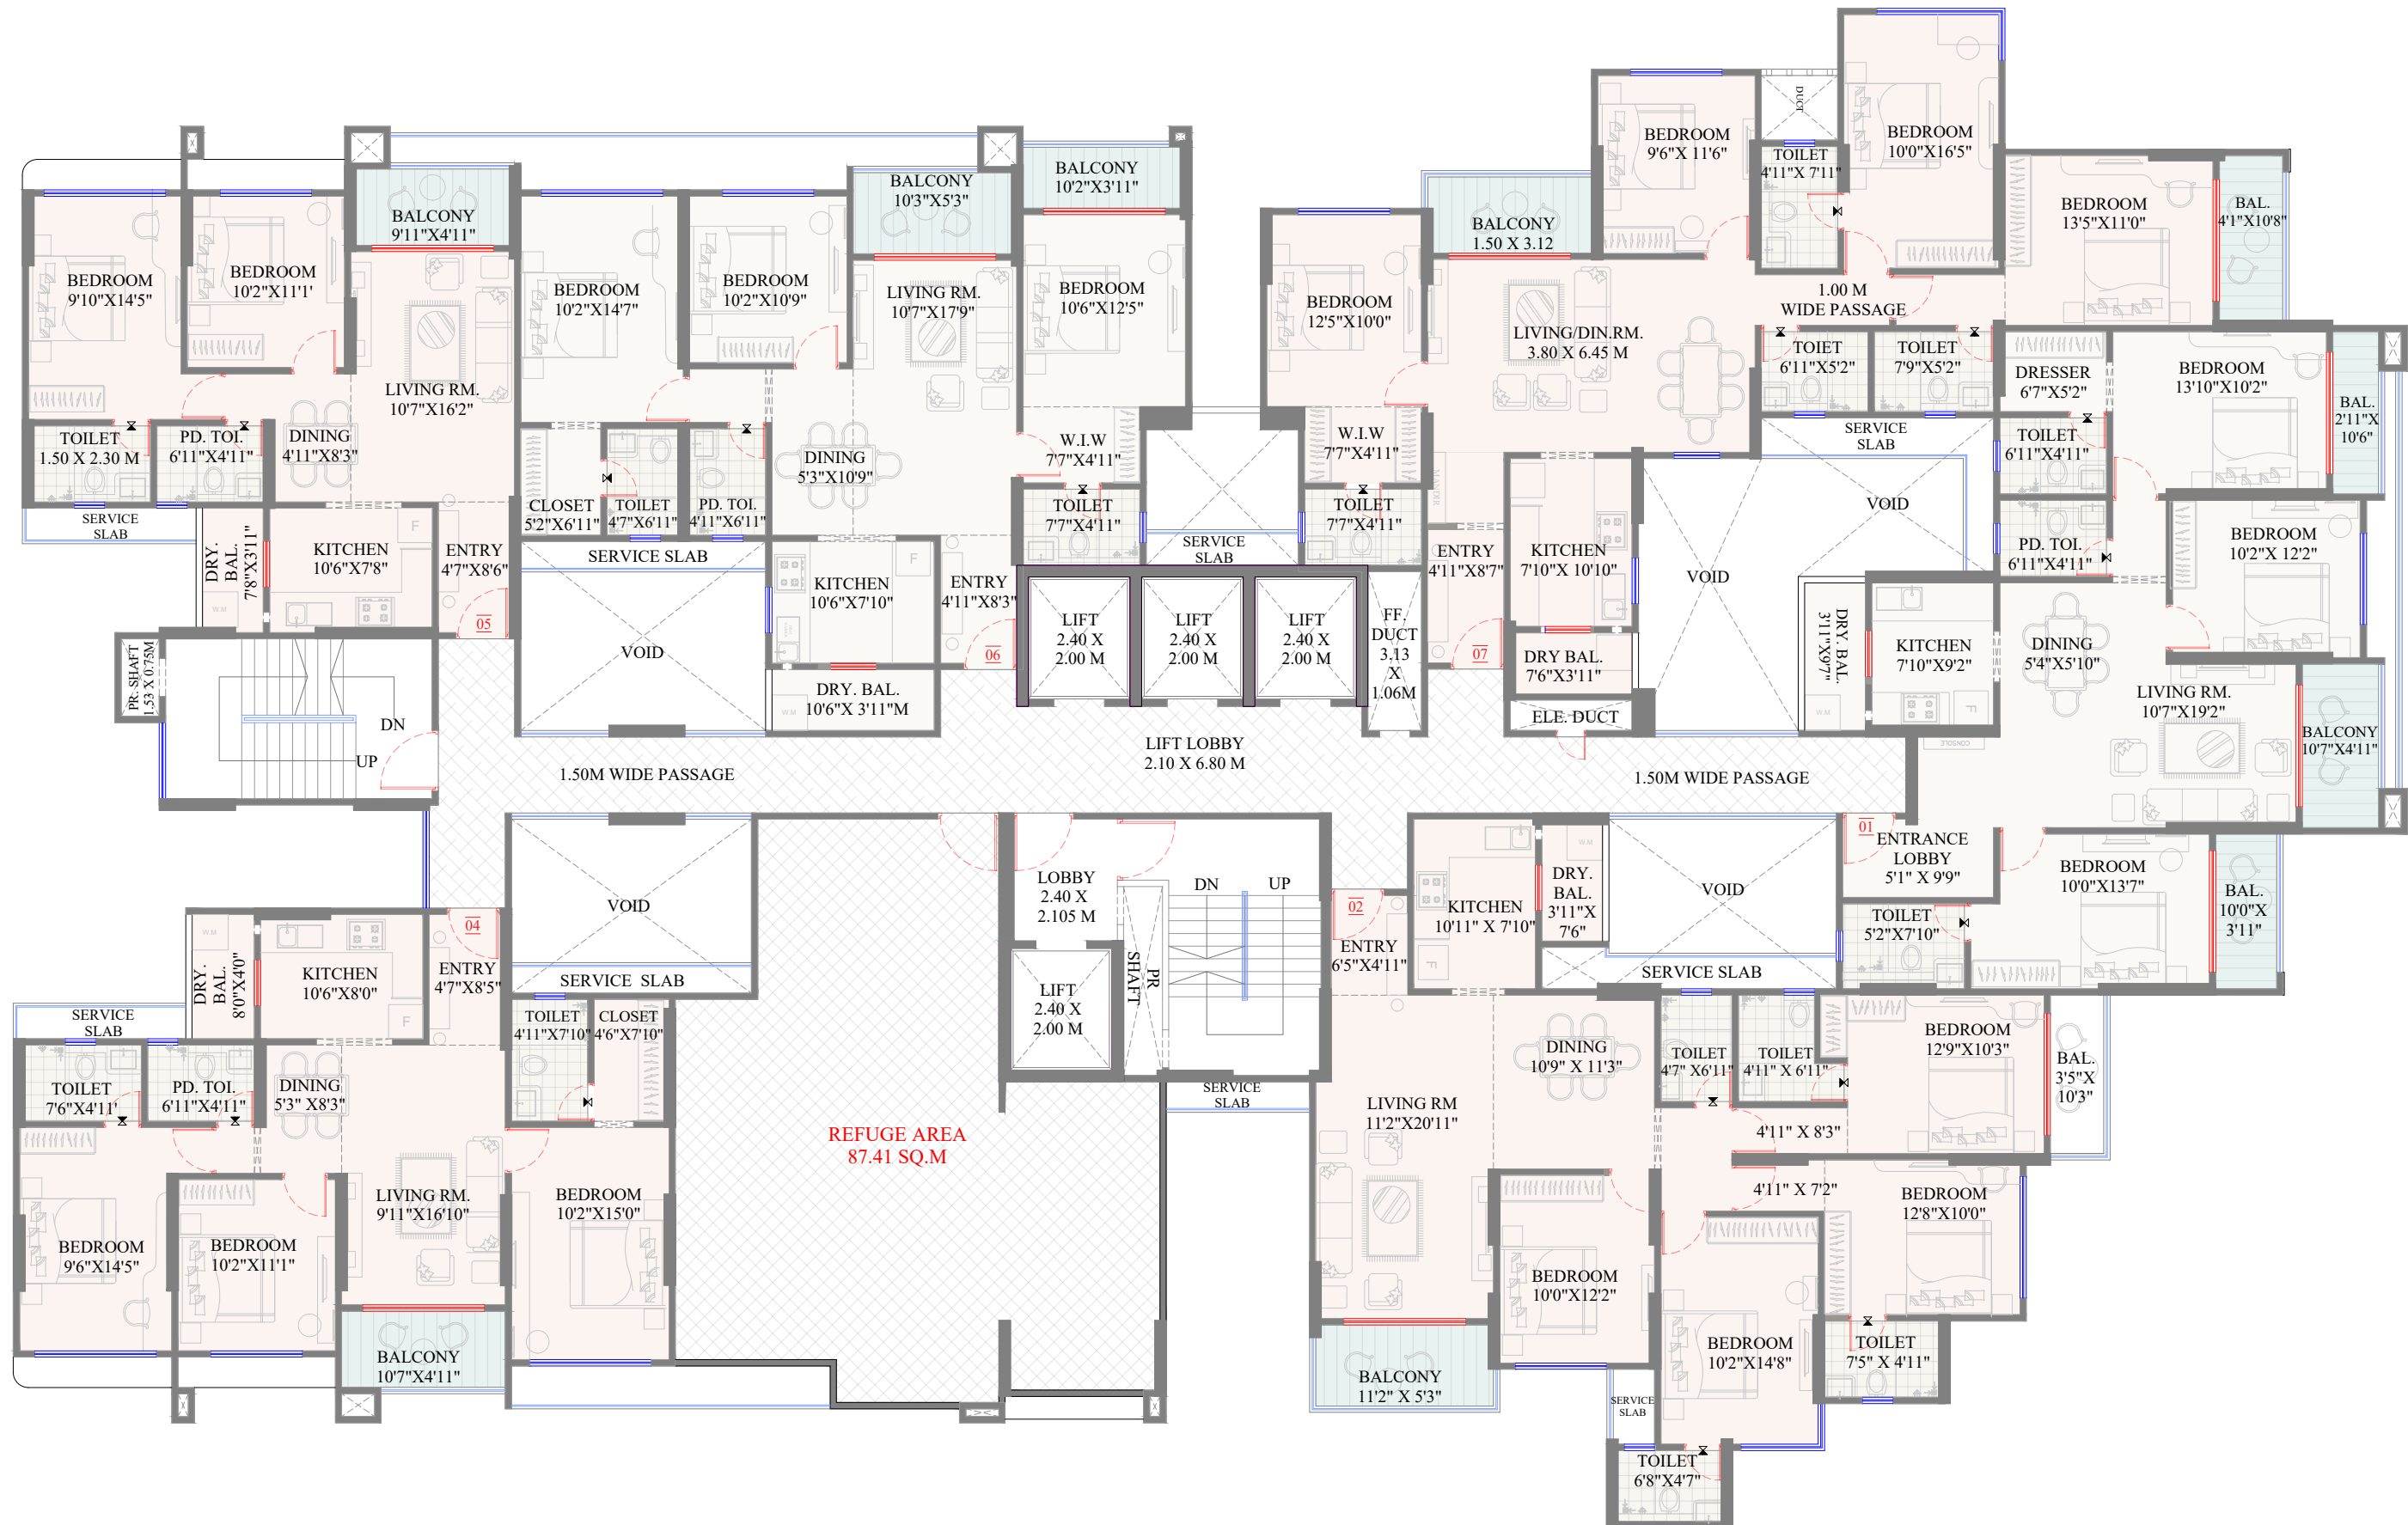 BEDROOM
9'10"X14'5"
BEDROOM
10'2"X11'1'
BALCONY
9'11"X4'11"
LIVING RM.
10'7"X16'2"
DINING
4'11"X8'3"
TOILET
1.50 X 2.30 M
PD. TOI.
6'11"X4'11"
SERVICE
SLAB
DRY.
BAL.
7'8"X3'11"
W.M
KITCHEN
10'6"X7'8"
F
ENTRY
4'7"X8'6"
05
PR. SHAFT
1.53 X 0.75M
DN
UP
BEDROOM
10'2"X14'7"
BEDROOM
10'2"X10'9"
BALCONY
10'3"X5'3"
LIVING RM.
10'7"X17'9"
BALCONY
10'2"X3'11"
BEDROOM
10'6"X12'5"
DINING
5'3"X10'9"
W.I.W
7'7"X4'11"
CLOSET
5'2"X6'11"
TOILET
4'7"X6'11"
PD. TOI.
4'11"X6'11"
TOILET
7'7"X4'11"
SERVICE SLAB
VOID
KITCHEN
10'6"X7'10"
F
ENTRY
4'11"X8'3"
06
DRY. BAL.
10'6"X 3'11"M
W.M
SERVICE
SLAB
LIFT
2.40 X
2.00 M
LIFT
2.40 X
2.00 M
LIFT
2.40 X
2.00 M
FF.
DUCT
3.13
X
1.06M
LIFT LOBBY
2.10 X 6.80 M
1.50M WIDE PASSAGE
1.50M WIDE PASSAGE
BEDROOM
12'5"X10'0"
BALCONY
1.50 X 3.12
LIVING/DIN.RM.
3.80 X 6.45 M
W.I.W
7'7"X4'11"
TOILET
7'7"X4'11"
MANDIR
ENTRY
4'11"X8'7"
07
KITCHEN
7'10"X 10'10"
DRY BAL.
7'6"X3'11"
ELE. DUCT
BEDROOM
9'6"X 11'6"
DUCT
TOILET
4'11"X 7'11"
BEDROOM
10'0"X16'5"
BEDROOM
13'5"X11'0"
BAL.
4'1"X10'8"
1.00 M
WIDE PASSAGE
TOIET
6'11"X5'2"
TOILET
7'9"X5'2"
SERVICE
SLAB
VOID
VOID
DRESSER
6'7"X5'2"
BEDROOM
13'10"X10'2"
BAL.
2'11"X
10'6"
TOILET
6'11"X4'11"
PD. TOI.
6'11"X4'11"
BEDROOM
10'2"X 12'2"
DRY. BAL.
3'11"X9'7"
W.M
KITCHEN
7'10"X9'2"
F
DINING
5'4"X5'10"
LIVING RM.
10'7"X19'2"
BALCONY
10'7"X4'11"
CONSOLE
01
ENTRANCE
LOBBY
5'1" X 9'9"
BEDROOM
10'0"X13'7"
BAL.
10'0"X
3'11"
TOILET
5'2"X7'10"
VOID
SERVICE SLAB
KITCHEN
10'11" X 7'10"
F
DRY.
BAL.
3'11"X
7'6"
W.M
02
ENTRY
6'5"X4'11"
LOBBY
2.40 X
2.105 M
DN
UP
PR
SHAFT
LIFT
2.40 X
2.00 M
SERVICE
SLAB
VOID
SERVICE SLAB
04
ENTRY
4'7"X8'5"
KITCHEN
10'6"X8'0"
F
DRY.
BAL.
8'0"X4'0"
W.M
SERVICE
SLAB
TOILET
7'6"X4'11'
PD. TOI.
6'11"X4'11"
DINING
5'3" X8'3"
TOILET
4'11"X7'10"
CLOSET
4'6"X7'10"
BEDROOM
9'6"X14'5"
BEDROOM
10'2"X11'1"
LIVING RM.
9'11"X16'10"
BEDROOM
10'2"X15'0"
BALCONY
10'7"X4'11"
REFUGE AREA
87.41 SQ.M
LIVING RM
11'2"X20'11"
DINING
10'9" X 11'3"
TOILET
4'7" X6'11"
TOILET
4'11" X 6'11"
BEDROOM
12'9"X10'3"
BAL.
3'5"X
10'3"
4'11" X 8'3"
4'11" X 7'2"
BEDROOM
12'8"X10'0"
BEDROOM
10'0"X12'2"
BEDROOM
10'2"X14'8"
TOILET
7'5" X 4'11"
BALCONY
11'2" X 5'3"
SERVICE
SLAB
TOILET
6'8"X4'7"